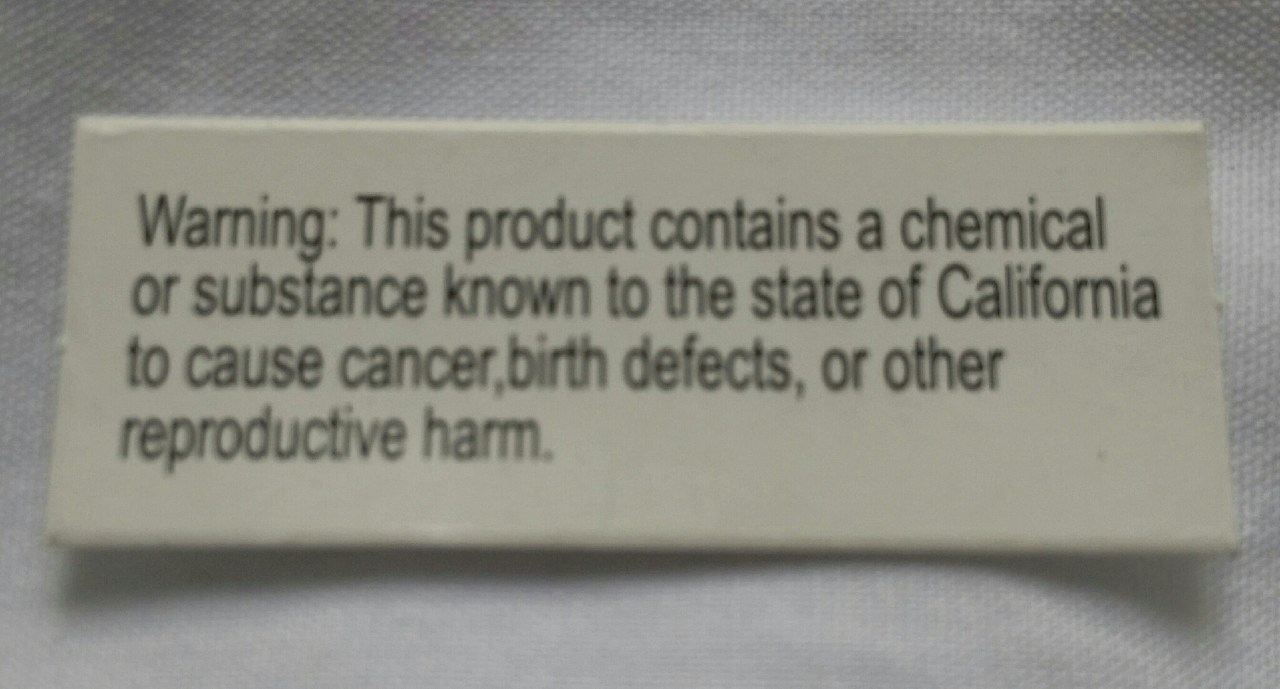 Warning: This product contains a chemical
or substance known to the state of California
to cause cancer,birth defects, or other
reproductive harm.